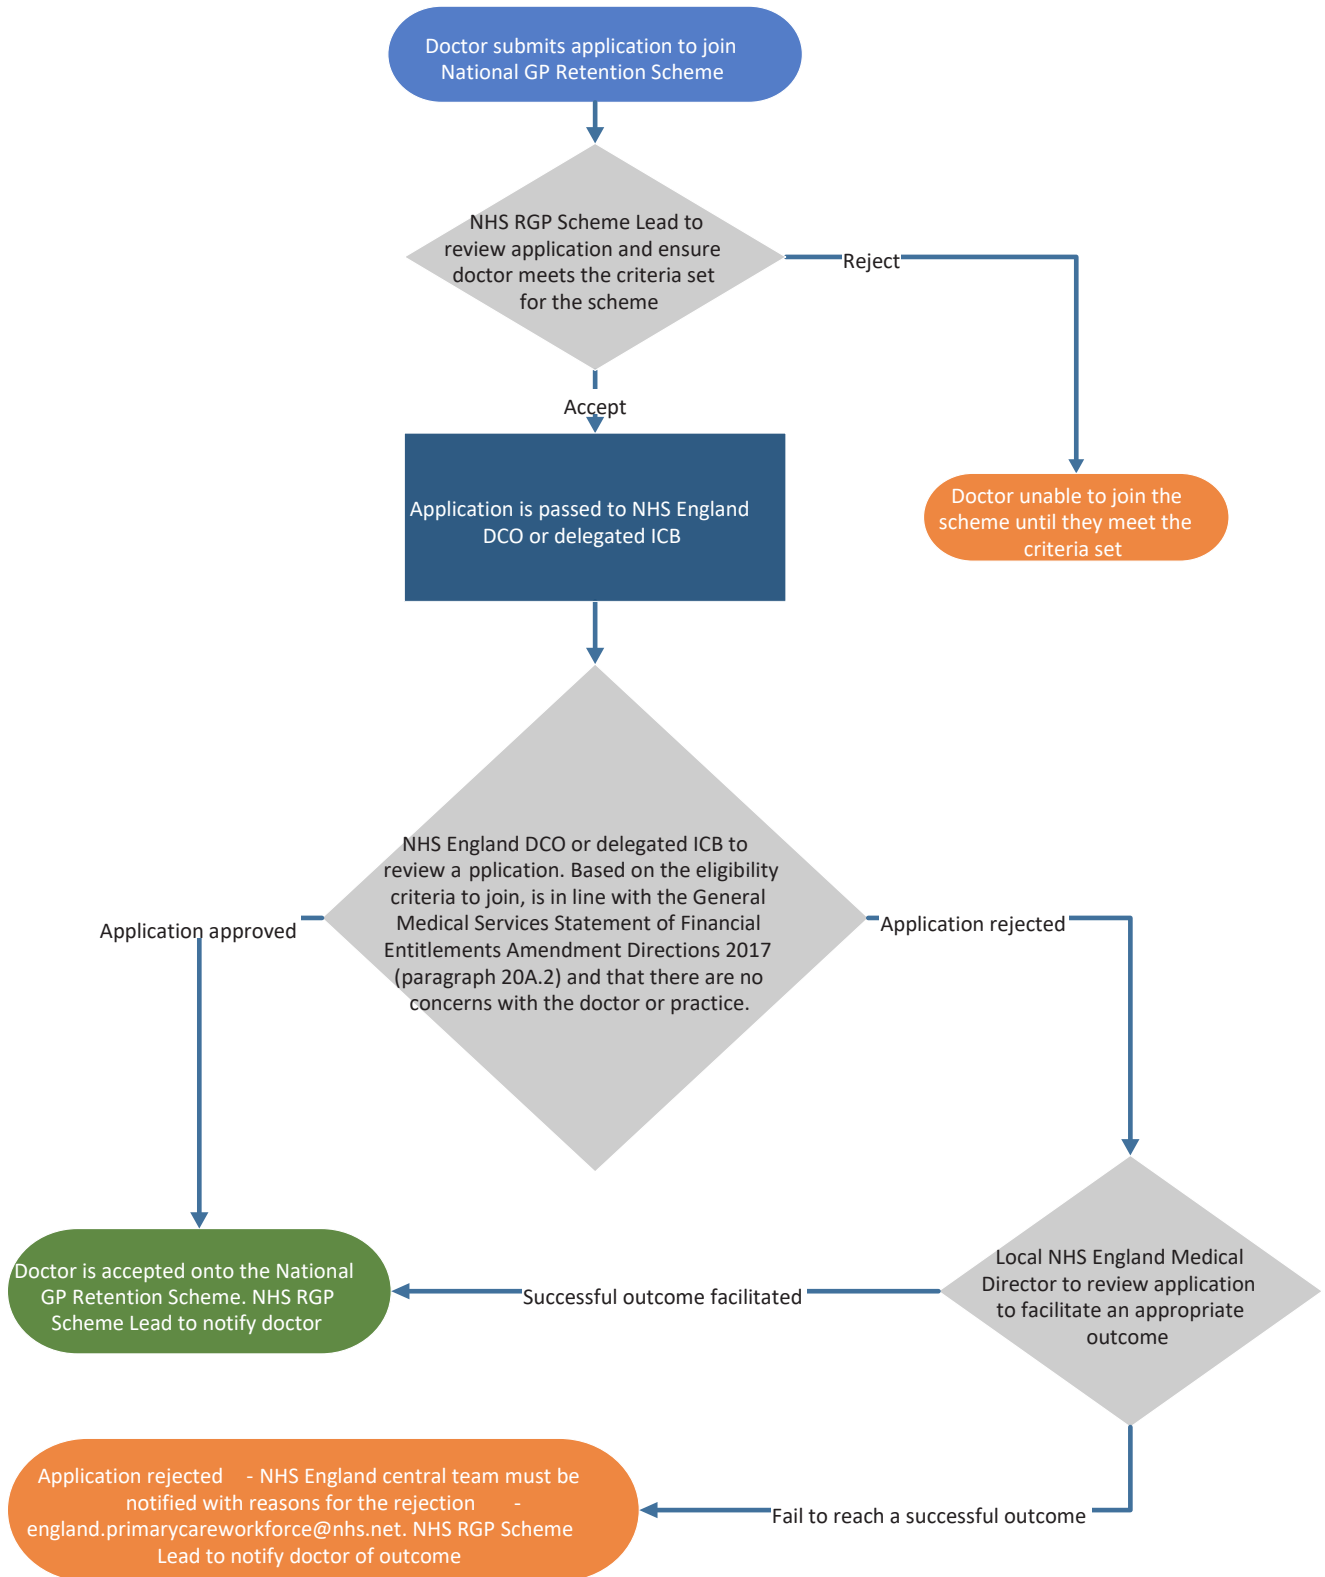 Doctor submits application to join
National GP Retention Scheme
NHS RGP Scheme Lead to
review application and ensure
doctor meets the criteria set
for the scheme
Reject
Accept
Application is passed to NHS England
DCO or delegated ICB
Doctor unable to join the
scheme until they meet the
criteria set
NHS England DCO or delegated ICB to
review a pplication. Based on the eligibility
criteria to join, is in line with the General
Medical Services Statement of Financial
Entitlements Amendment Directions 2017
(paragraph 20A.2) and that there are no
concerns with the doctor or practice.
Application approved
Application rejected
Doctor is accepted onto the National
GP Retention Scheme. NHS RGP
Scheme Lead to notify doctor
Successful outcome facilitated
Local NHS England Medical
Director to review application
to facilitate an appropriate
outcome
Application rejected - NHS England central team must be
notified with reasons for the rejection -
england.primarycareworkforce@nhs.net. NHS RGP Scheme
Lead to notify doctor of outcome
Fail to reach a successful outcome